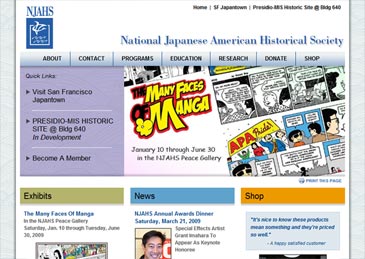 NJAHS
Home | SF Japantown | Presidio-MIS Historic Site @ Bldg 640
National Japanese American Historical Society
ABOUT CONTACT PROGRAMS EDUCATION RESEARCH DONATE SHOP
Quick Links:
Visit San Francisco
Japantown
PRESIDIO-MIS HISTORIC
SITE @ Bldg 640
In Development
Become A Member
THE MANY FACES
OF MANGA
January 10 through June 30
in the NJAHS Peace Gallery
APA Pride
PRINT THIS PAGE
Exhibits
The Many Faces Of Manga
In the NJAHS Peace Gallery
Saturday, Jan. 10 through Tuesday, June
30, 2009
News
NJAHS Annual Awards Dinner
Saturday, March 21, 2009
Special Effects Artist
Grant Imahara To
Appear As Keynote
Honoree
Shop
"It's nice to know these products
mean something and they're priced
so well."
- A happy satisfied customer